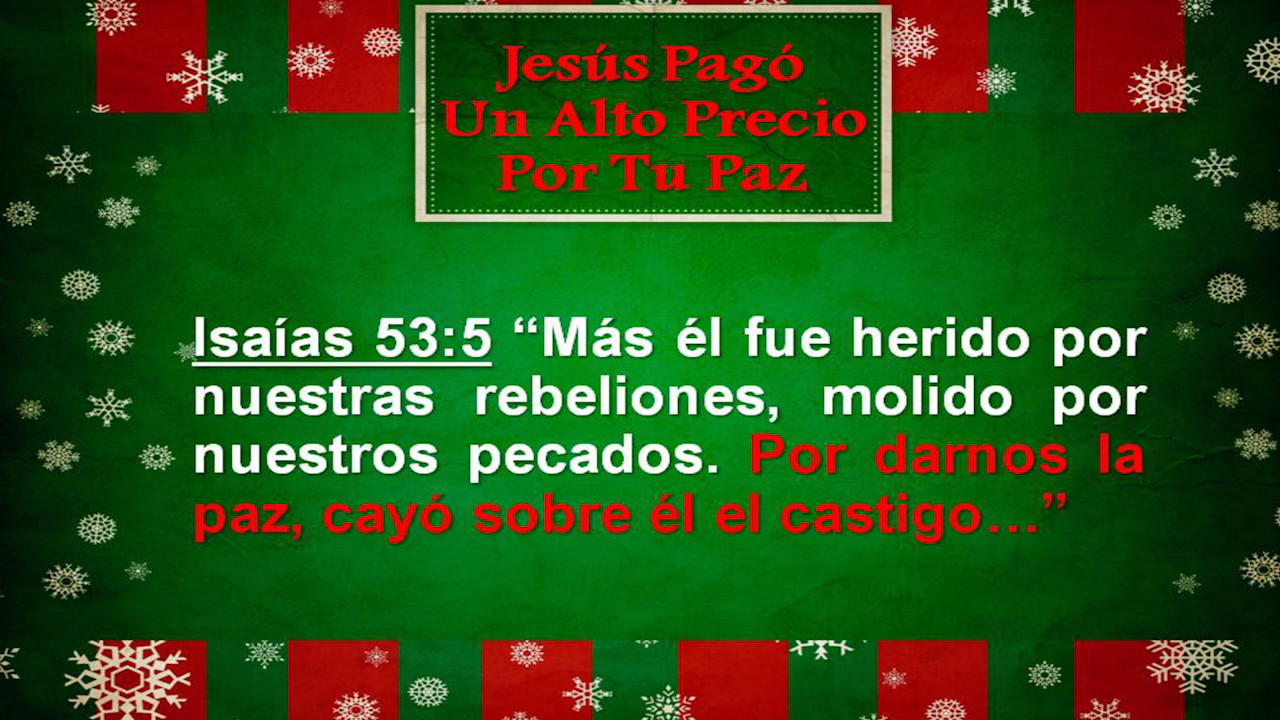 Jesús Pagó
Un Alto Precio
Por Tu Paz
Isaías 53:5 “Más él fue herido por
nuestras rebeliones, molido por
nuestros pecados. Por darnos la
paz, cayó sobre él el castigo…”